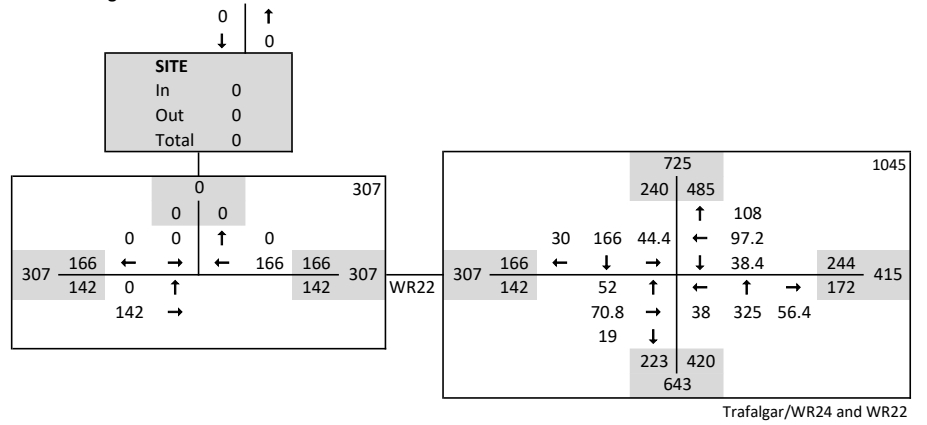 0 ↑
↓ 0
SITE
In 0
Out 0
Total 0
0 307
0 0
0 0 ↑ 0
307 166 ← → ← 166 166 307
142 0 ↑ 142
142 →
WR22
725 1045
240 485
↑ 108
30 166 44.4 ← 97.2
307 166 ← ↓ → ↓ 38.4 244 415
142 52 ↑ ← ↑ → 172
70.8 → 38 325 56.4
19 ↓
223 420
643
Trafalgar/WR24 and WR22